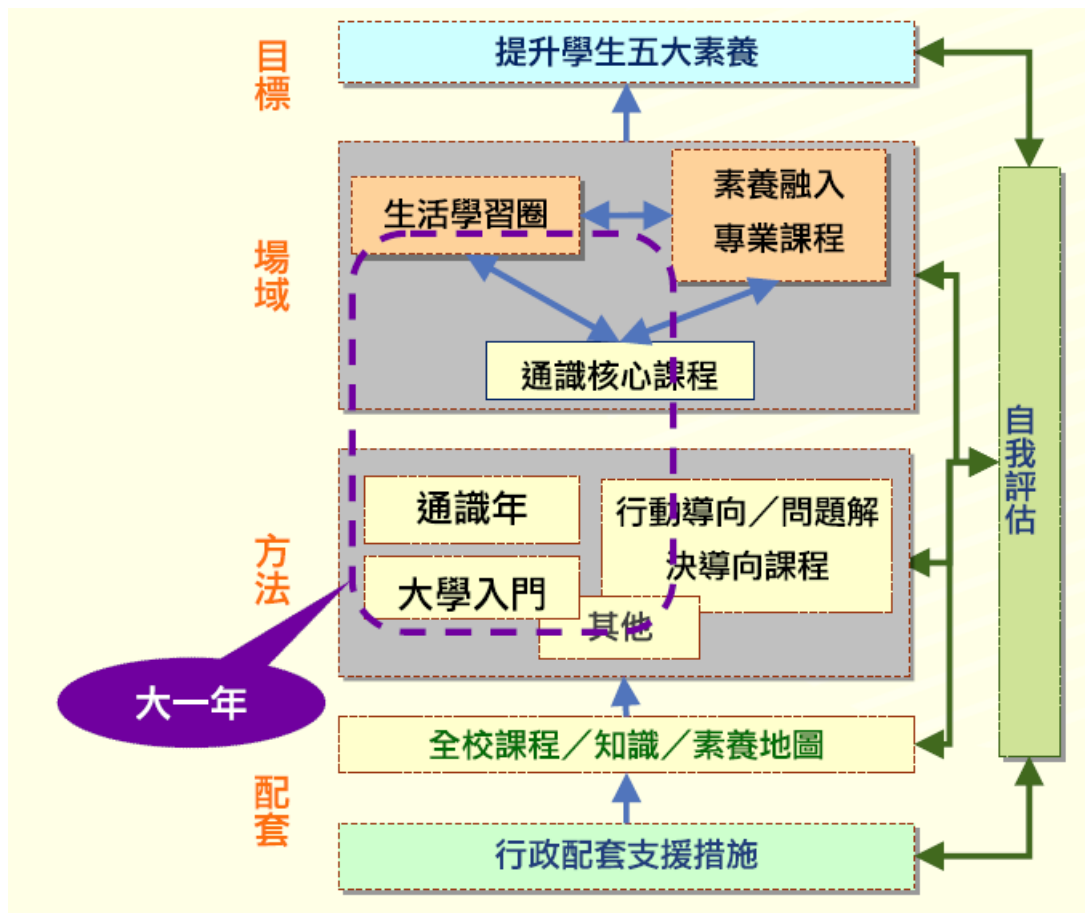 目標
提升學生五大素養
場域
生活學習圈
素養融入
專業課程
通識核心課程
方法
通識年
行動導向／問題解
決導向課程
大學入門
其他
大一年
全校課程／知識／素養地圖
配套
行政配套支援措施
自我評估